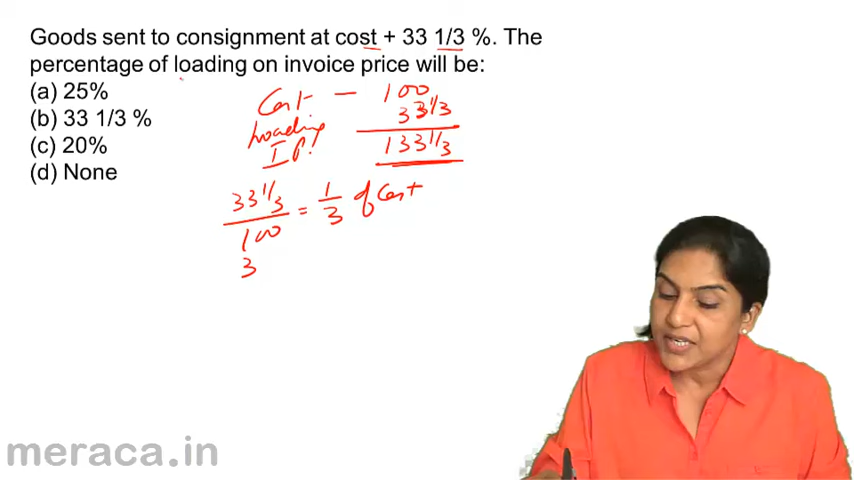 Goods sent to consignment at cost + 33 1/3 %. The
percentage of loading on invoice price will be:
(a) 25%
(b) 33 1/3 %
(c) 20%
(d) None
Cost - 100
Loading 33 1/3
I P. 133 1/3
33 1/3 = 1 of Cost
100 3
3
meraca.in